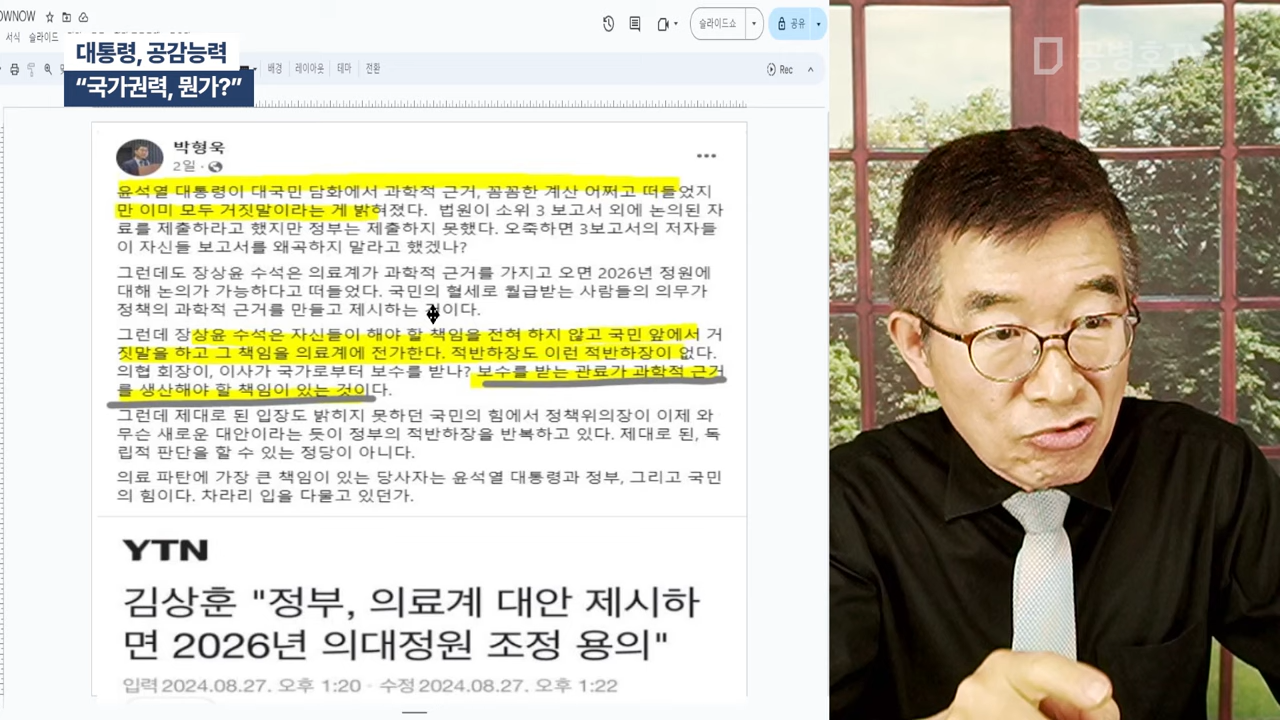 OWNOW
서식 슬라이드
슬라이드쇼
공유
대통령, 공감능력
“국가권력, 뭔가?”
배경 레이아웃 테마 전환
Rec
공병호TV
박형욱
2일 ·
윤석열 대통령이 대국민 담화에서 과학적 근거, 꼼꼼한 계산 어쩌고 떠들었지
만 이미 모두 거짓말이라는 게 밝혀졌다. 법원이 소위 3 보고서 외에 논의된 자
료를 제출하라고 했지만 정부는 제출하지 못했다. 오죽하면 3보고서의 저자들
이 자신들 보고서를 왜곡하지 말라고 했겠나?
그런데도 장상윤 수석은 의료계가 과학적 근거를 가지고 오면 2026년 정원에
대해 논의가 가능하다고 떠들었다. 국민의 혈세로 월급받는 사람들의 의무가
정책의 과학적 근거를 만들고 제시하는 것이다.
그런데 장상윤 수석은 자신들이 해야 할 책임을 전혀 하지 않고 국민 앞에서 거
짓말을 하고 그 책임을 의료계에 전가한다. 적반하장도 이런 적반하장이 없다.
의협 회장이, 이사가 국가로부터 보수를 받나? 보수를 받는 관료가 과학적 근거
를 생산해야 할 책임이 있는 것이다.
그런데 제대로 된 입장도 밝히지 못하던 국민의 힘에서 정책위의장이 이제 와
무슨 새로운 대안이라는 듯이 정부의 적반하장을 반복하고 있다. 제대로 된, 독
립적 판단을 할 수 있는 정당이 아니다.
의료 파탄에 가장 큰 책임이 있는 당사자는 윤석열 대통령과 정부, 그리고 국민
의 힘이다. 차라리 입을 다물고 있던가.
YTN
김상훈 "정부, 의료계 대안 제시하
면 2026년 의대정원 조정 용의"
입력 2024.08.27. 오후 1:20 · 수정 2024.08.27. 오후 1:22